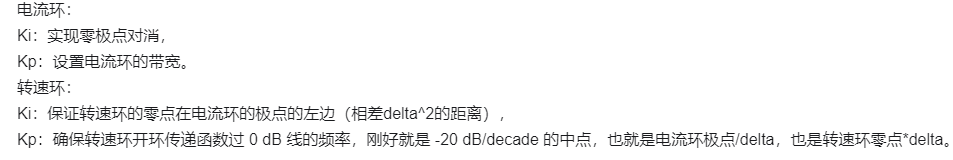 电流环：
Ki：实现零极点对消，
Kp：设置电流环的带宽。
转速环：
Ki：保证转速环的零点在电流环的极点的左边（相差delta^2的距离），
Kp：确保转速环开环传递函数过 0 dB 线的频率，刚好就是 -20 dB/decade 的中点，也就是电流环极点/delta，也是转速环零点*delta。